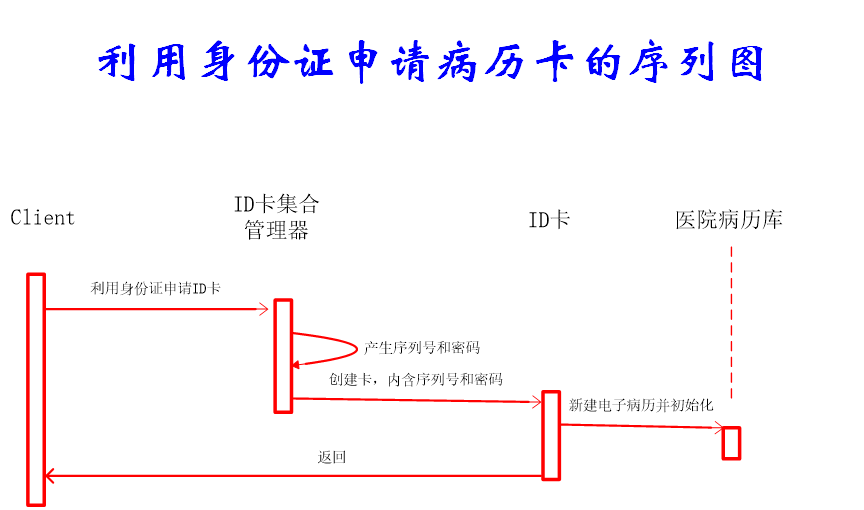 利用身份证申请病历卡的序列图
Client
ID卡集合
管理器
ID卡
医院病历库
利用身份证申请ID卡
产生序列号和密码
创建卡，内含序列号和密码
新建电子病历并初始化
返回